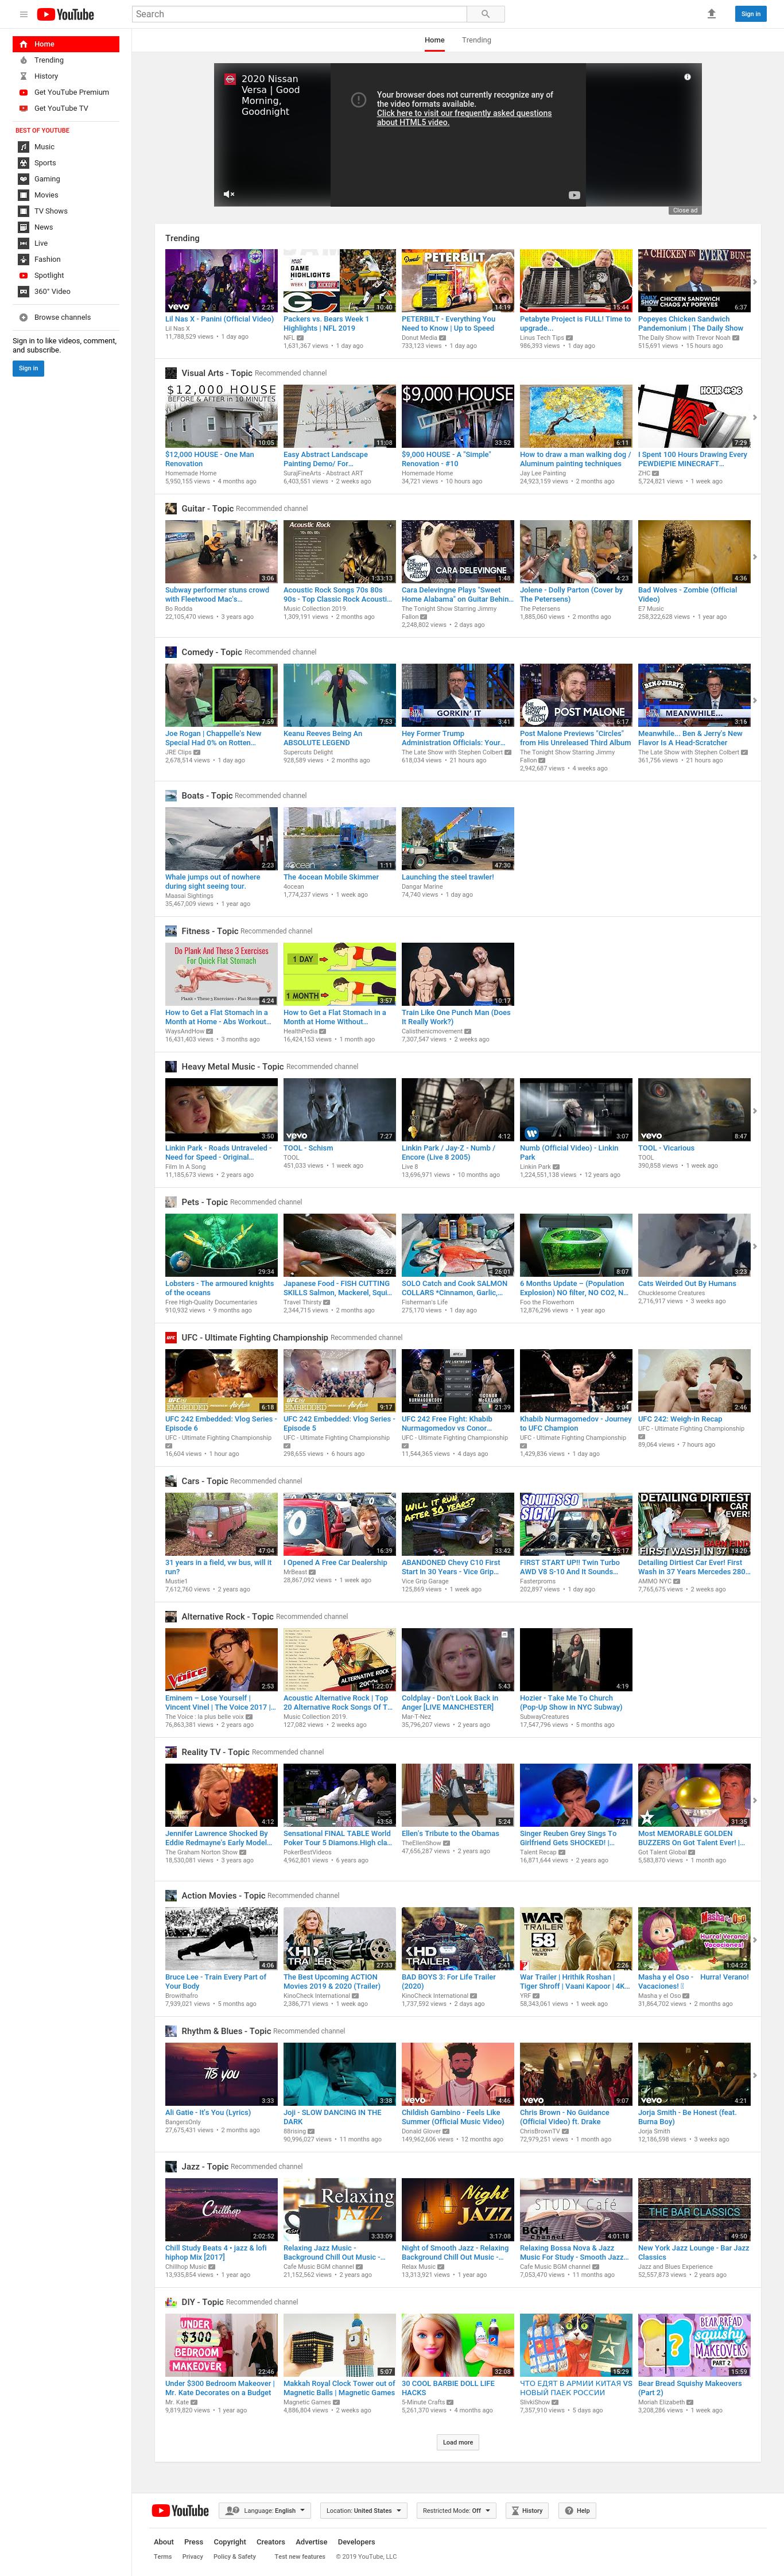 YouTube
Search
Sign in
Home
Trending
Home
Trending
History
Get YouTube Premium
Get YouTube TV
BEST OF YOUTUBE
Music
Sports
Gaming
Movies
TV Shows
News
Live
Fashion
Spotlight
360° Video
Browse channels
Sign in to like videos, comment,
and subscribe.
Sign in
2020 Nissan
Versa | Good
Morning,
Goodnight
Your browser does not currently recognize any of
the video formats available.
Click here to visit our frequently asked questions
about HTML5 video.
Close ad
Trending
Lil Nas X - Panini (Official Video)
Lil Nas X
11,788,529 views • 1 day ago
Packers vs. Bears Week 1
Highlights | NFL 2019
NFL
1,631,367 views • 1 day ago
PETERBILT - Everything You
Need to Know | Up to Speed
Donut Media
733,123 views • 1 day ago
Petabyte Project is FULL! Time to
upgrade...
Linus Tech Tips
986,393 views • 1 day ago
Popeyes Chicken Sandwich
Pandemonium | The Daily Show
The Daily Show with Trevor Noah
515,691 views • 15 hours ago
Visual Arts - Topic Recommended channel
$12,000 HOUSE - One Man
Renovation
Homemade Home
5,950,155 views • 4 months ago
Easy Abstract Landscape
Painting Demo/ For...
SurajFineArts - Abstract ART
6,403,551 views • 2 weeks ago
$9,000 HOUSE - A "Simple"
Renovation - #10
Homemade Home
34,721 views • 10 hours ago
How to draw a man walking dog /
Aluminum painting techniques
Jay Lee Painting
24,923,159 views • 2 months ago
I Spent 100 Hours Drawing Every
PEWDIEPIE MINECRAFT...
ZHC
5,724,821 views • 1 week ago
Guitar - Topic Recommended channel
Subway performer stuns crowd
with Fleetwood Mac's...
Bo Rodda
22,105,470 views • 3 years ago
Acoustic Rock Songs 70s 80s
90s - Top Classic Rock Acousti...
Music Collection 2019.
1,309,191 views • 2 months ago
Cara Delevingne Plays "Sweet
Home Alabama" on Guitar Behin...
The Tonight Show Starring Jimmy
Fallon
2,248,802 views • 2 days ago
Jolene - Dolly Parton (Cover by
The Petersens)
The Petersens
1,885,060 views • 2 months ago
Bad Wolves - Zombie (Official
Video)
E7 Music
258,322,628 views • 1 year ago
Comedy - Topic Recommended channel
Joe Rogan | Chappelle's New
Special Had 0% on Rotten...
JRE Clips
2,678,514 views • 1 day ago
Keanu Reeves Being An
ABSOLUTE LEGEND
Supercuts Delight
928,589 views • 2 months ago
Hey Former Trump
Administration Officials: Your...
The Late Show with Stephen Colbert
618,034 views • 21 hours ago
Post Malone Previews "Circles"
from His Unreleased Third Album
The Tonight Show Starring Jimmy
Fallon
2,942,687 views • 4 weeks ago
Meanwhile... Ben & Jerry's New
Flavor Is A Head-Scratcher
The Late Show with Stephen Colbert
361,756 views • 21 hours ago
Boats - Topic Recommended channel
Whale jumps out of nowhere
during sight seeing tour.
Maasai Sightings
35,467,009 views • 1 year ago
The 4ocean Mobile Skimmer
4ocean
1,774,237 views • 1 week ago
Launching the steel trawler!
Dangar Marine
74,740 views • 1 day ago
Fitness - Topic Recommended channel
How to Get a Flat Stomach in a
Month at Home - Abs Workout...
WaysAndHow
16,431,403 views • 3 months ago
How to Get a Flat Stomach in a
Month at Home Without...
HealthPedia
16,424,153 views • 1 month ago
Train Like One Punch Man (Does
It Really Work?)
Calisthenicmovement
7,307,547 views • 2 weeks ago
Heavy Metal Music - Topic Recommended channel
Linkin Park - Roads Untraveled -
Need for Speed - Original...
Film In A Song
11,185,673 views • 2 years ago
TOOL - Schism
TOOL
451,033 views • 1 week ago
Linkin Park / Jay-Z - Numb /
Encore (Live 8 2005)
Live 8
13,696,971 views • 10 months ago
Numb (Official Video) - Linkin
Park
Linkin Park
1,224,551,138 views • 12 years ago
TOOL - Vicarious
TOOL
390,858 views • 1 week ago
Pets - Topic Recommended channel
Lobsters - The armoured knights
of the oceans
Free High-Quality Documentaries
910,932 views • 9 months ago
Japanese Food - FISH CUTTING
SKILLS Salmon, Mackerel, Squi...
Travel Thirsty
2,344,715 views • 2 months ago
SOLO Catch and Cook SALMON
COLLARS *Cinnamon, Garlic,...
Fisherman's Life
275,170 views • 1 day ago
6 Months Update – (Population
Explosion) NO filter, NO CO2, N...
Foo the Flowerhorn
12,876,296 views • 1 year ago
Cats Weirded Out By Humans
Chucklesome Creatures
2,716,917 views • 3 weeks ago
UFC - Ultimate Fighting Championship Recommended channel
UFC 242 Embedded: Vlog Series -
Episode 6
UFC - Ultimate Fighting Championship
16,604 views • 1 hour ago
UFC 242 Embedded: Vlog Series -
Episode 5
UFC - Ultimate Fighting Championship
298,655 views • 6 hours ago
UFC 242 Free Fight: Khabib
Nurmagomedov vs Conor...
UFC - Ultimate Fighting Championship
11,544,365 views • 4 days ago
Khabib Nurmagomedov - Journey
to UFC Champion
UFC - Ultimate Fighting Championship
1,429,836 views • 1 day ago
UFC 242: Weigh-in Recap
UFC - Ultimate Fighting Championship
89,064 views • 7 hours ago
Cars - Topic Recommended channel
31 years in a field, vw bus, will it
run?
Mustie1
7,612,760 views • 2 years ago
I Opened A Free Car Dealership
MrBeast
28,867,092 views • 1 week ago
ABANDONED Chevy C10 First
Start In 30 Years - Vice Grip...
Vice Grip Garage
125,869 views • 1 week ago
FIRST START UP!! Twin Turbo
AWD V8 S-10 And It Sounds...
Fasterproms
202,897 views • 1 day ago
Detailing Dirtiest Car Ever! First
Wash in 37 Years Mercedes 280...
AMMO NYC
7,765,675 views • 2 weeks ago
Alternative Rock - Topic Recommended channel
Eminem – Lose Yourself |
Vincent Vinel | The Voice 2017 |...
The Voice : la plus belle voix
76,863,381 views • 2 years ago
Acoustic Alternative Rock | Top
20 Alternative Rock Songs Of T...
Music Collection 2019.
127,082 views • 2 weeks ago
Coldplay - Don't Look Back in
Anger [LIVE MANCHESTER]
Mar-T-Nez
35,796,207 views • 2 years ago
Hozier - Take Me To Church
(Pop-Up Show in NYC Subway)
SubwayCreatures
17,547,796 views • 5 months ago
Reality TV - Topic Recommended channel
Jennifer Lawrence Shocked By
Eddie Redmayne's Early Model...
The Graham Norton Show
18,530,081 views • 3 years ago
Sensational FINAL TABLE World
Poker Tour 5 Diamons.High cla...
PokerBestVideos
4,962,801 views • 6 years ago
Ellen's Tribute to the Obamas
TheEllenShow
47,656,287 views • 2 years ago
Singer Reuben Grey Sings To
Girlfriend Gets SHOCKED! |...
Talent Recap
16,871,644 views • 2 years ago
Most MEMORABLE GOLDEN
BUZZERS On Got Talent Ever! |...
Got Talent Global
5,583,870 views • 1 month ago
Action Movies - Topic Recommended channel
Bruce Lee - Train Every Part of
Your Body
Browithafro
7,939,021 views • 5 months ago
The Best Upcoming ACTION
Movies 2019 & 2020 (Trailer)
KinoCheck International
2,386,771 views • 1 week ago
BAD BOYS 3: For Life Trailer
(2020)
KinoCheck International
1,737,592 views • 2 days ago
War Trailer | Hrithik Roshan |
Tiger Shroff | Vaani Kapoor | 4K...
YRF
58,343,061 views • 1 week ago
Masha y el Oso - Hurra! Verano!
Vacaciones!
Masha y el Oso
31,864,702 views • 2 months ago
Rhythm & Blues - Topic Recommended channel
Ali Gatie - It's You (Lyrics)
BangersOnly
27,675,431 views • 2 months ago
Joji - SLOW DANCING IN THE
DARK
88rising
90,996,027 views • 11 months ago
Childish Gambino - Feels Like
Summer (Official Music Video)
Donald Glover
149,962,606 views • 12 months ago
Chris Brown - No Guidance
(Official Video) ft. Drake
ChrisBrownTV
72,979,251 views • 1 month ago
Jorja Smith - Be Honest (feat.
Burna Boy)
Jorja Smith
12,186,598 views • 3 weeks ago
Jazz - Topic Recommended channel
Chill Study Beats 4 • jazz & lofi
hiphop Mix [2017]
Chillhop Music
13,935,854 views • 1 year ago
Relaxing Jazz Music -
Background Chill Out Music -...
Cafe Music BGM channel
21,152,562 views • 2 years ago
Night of Smooth Jazz - Relaxing
Background Chill Out Music -...
Relax Music
13,313,921 views • 1 year ago
Relaxing Bossa Nova & Jazz
Music For Study - Smooth Jazz...
Cafe Music BGM channel
7,053,470 views • 11 months ago
New York Jazz Lounge - Bar Jazz
Classics
Jazz and Blues Experience
52,557,873 views • 2 years ago
DIY - Topic Recommended channel
Under $300 Bedroom Makeover |
Mr. Kate Decorates on a Budget
Mr. Kate
9,819,820 views • 1 year ago
Makkah Royal Clock Tower out of
Magnetic Balls | Magnetic Games
Magnetic Games
4,886,804 views • 2 weeks ago
30 COOL BARBIE DOLL LIFE
HACKS
5-Minute Crafts
5,261,370 views • 4 months ago
ЧТО ЕДЯТ В АРМИИ КИТАЯ VS
НОВЫЙ ПАЕК РОССИИ
SlivkiShow
7,357,910 views • 5 days ago
Bear Bread Squishy Makeovers
(Part 2)
Moriah Elizabeth
3,208,286 views • 1 week ago
Load more
YouTube
Language: English
Location: United States
Restricted Mode: Off
History
Help
About Press Copyright Creators Advertise Developers
Terms Privacy Policy & Safety Test new features © 2019 YouTube, LLC